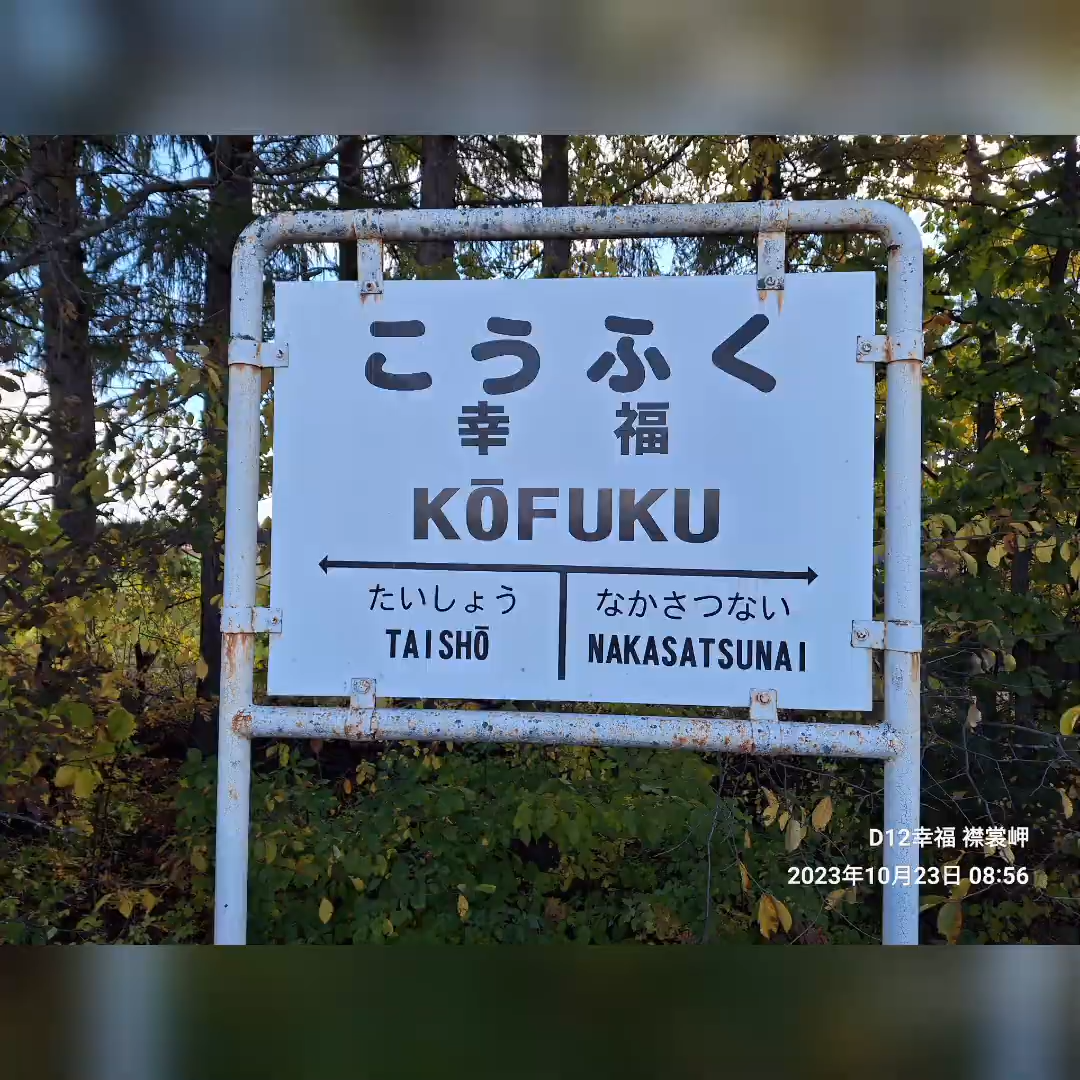 こうふく
幸福
KŌFUKU
たいしょう なかさつない
TAISHŌ NAKASATSUNAI
D12幸福 襟裳岬
2023年10月23日 08:56